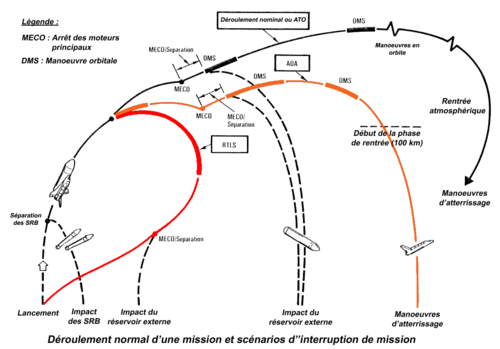 Légende :
MECO : Arrêt des moteurs
principaux
DMS : Manoeuvre orbitale
Déroulement nominal ou ATO
OMS
MECO/Separation
OMS
MECO
Manoeuvres en
orbite
AOA
OMS
OMS
MECO
MECO/
Séparation
Rentrée
atmosphérique
Début de la phase
de rentrée (100 km)
RTLS
Manoeuvres
d'atterrissage
Séparation
des SRB
MECO/Separation
Lancement
Impact
des SRB
Impact du
réservoir externe
Impact du
réservoir externe
Manoeuvres
d'atterrissage
Déroulement normal d'une mission et scénarios d''interruption de mission